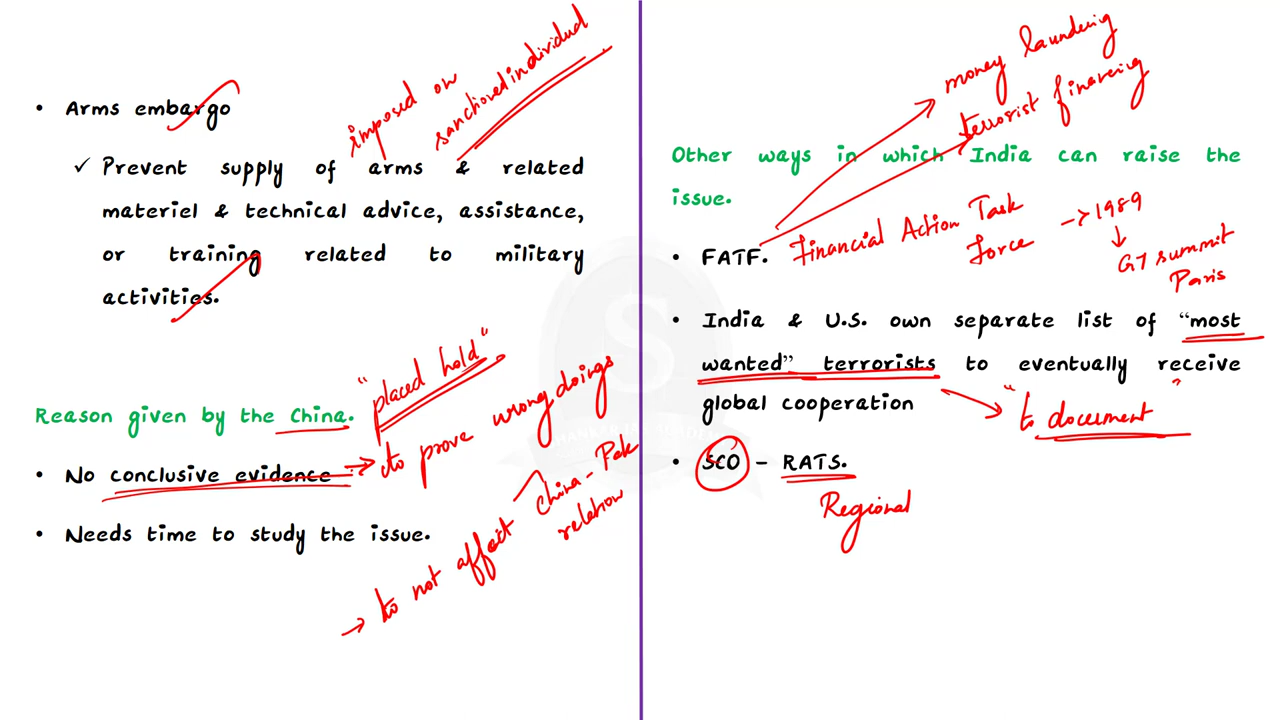 imposed on
sanctioned individual
• Arms embargo
✓ Prevent supply of arms & related
materiel & technical advice, assistance,
or training related to military
activities.
"placed hold"
Reason given by the China.
• No conclusive evidence → to prove wrong doings
• Needs time to study the issue.
→ to not affect China-Pak
relation
money laundering
terrorist financing
Other ways in which India can raise the
issue.
• FATF. Financial Action Task
Force
→ 1989
↓
G7 summit
Paris
• India & U.S. own separate list of “most
wanted” terrorists to eventually receive
global cooperation
"to document"
• SCO – RATS.
Regional